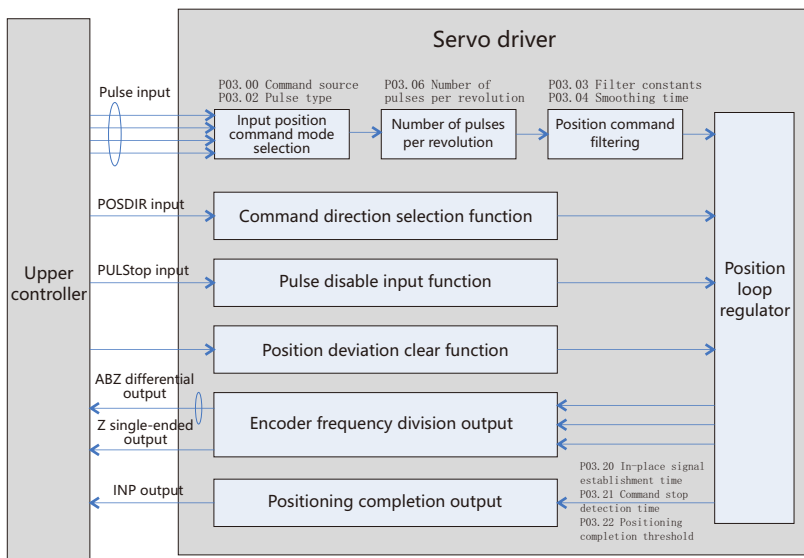 Servo driver
Pulse input
P03.00 Command source
P03.02 Pulse type
P03.06 Number of
pulses per revolution
P03.03 Filter constants
P03.04 Smoothing time
Input position
command mode
selection
Number of pulses
per revolution
Position command
filtering
POSDIR input
Command direction selection function
PULStop input
Pulse disable input function
Upper
controller
Position
loop
regulator
Position deviation clear function
ABZ differential
output
Encoder frequency division output
Z single-ended
output
P03.20 In-place signal
establishment time
P03.21 Command stop
detection time
P03.22 Positioning
completion threshold
INP output
Positioning completion output